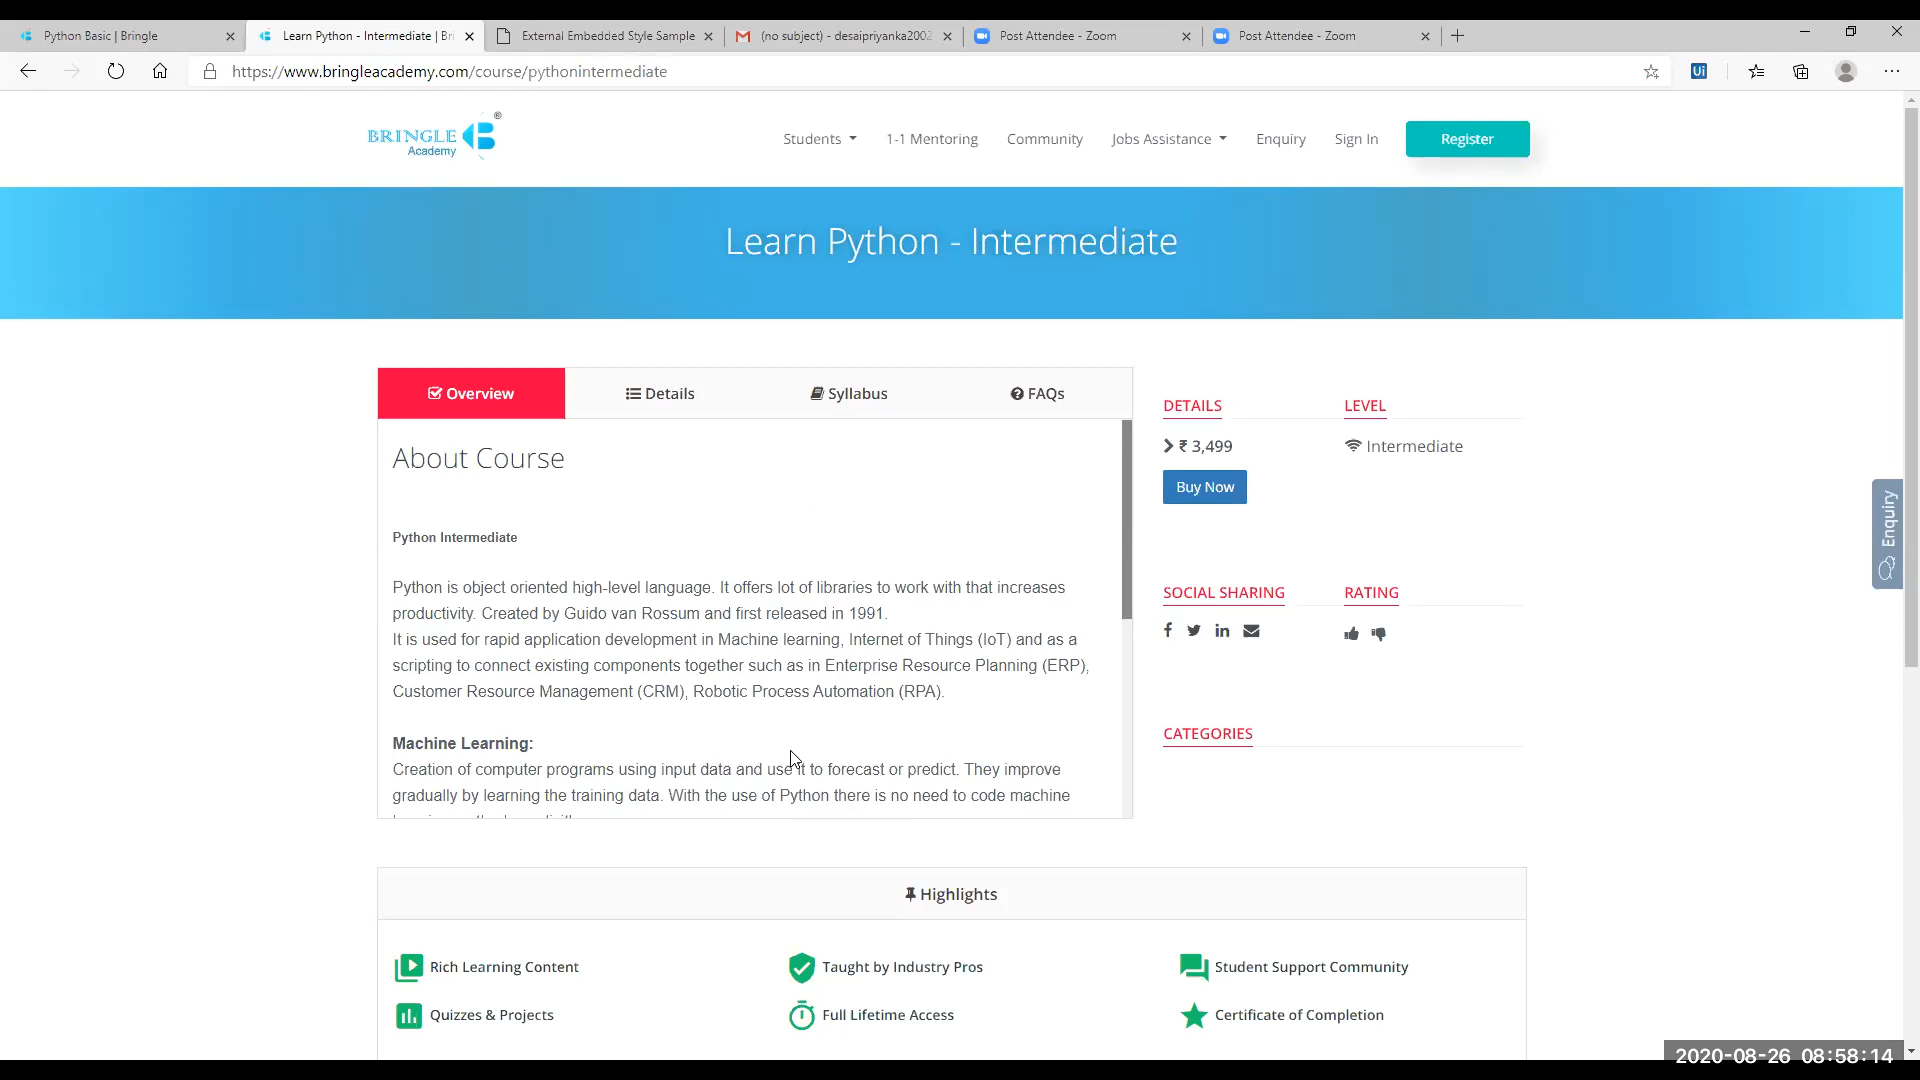 Python Basic | Bringle
Learn Python - Intermediate | Bri
External Embedded Style Sample
(no subject) - desaipriyanka2002
Post Attendee - Zoom
Post Attendee - Zoom
https://www.bringleacademy.com/course/pythonintermediate
Ui
BRINGLE
Academy
B
®
Students
1-1 Mentoring
Community
Jobs Assistance
Enquiry
Sign In
Register
Learn Python - Intermediate
Overview
Details
Syllabus
FAQs
About Course
Python Intermediate
Python is object oriented high-level language. It offers lot of libraries to work with that increases
productivity. Created by Guido van Rossum and first released in 1991.
It is used for rapid application development in Machine learning, Internet of Things (IoT) and as a
scripting to connect existing components together such as in Enterprise Resource Planning (ERP),
Customer Resource Management (CRM), Robotic Process Automation (RPA).
Machine Learning:
Creation of computer programs using input data and use it to forecast or predict. They improve
gradually by learning the training data. With the use of Python there is no need to code machine
DETAILS
₹ 3,499
Buy Now
LEVEL
Intermediate
SOCIAL SHARING
RATING
CATEGORIES
Enquiry
Highlights
Rich Learning Content
Taught by Industry Pros
Student Support Community
Quizzes & Projects
Full Lifetime Access
Certificate of Completion
2020-08-26 08:58:14